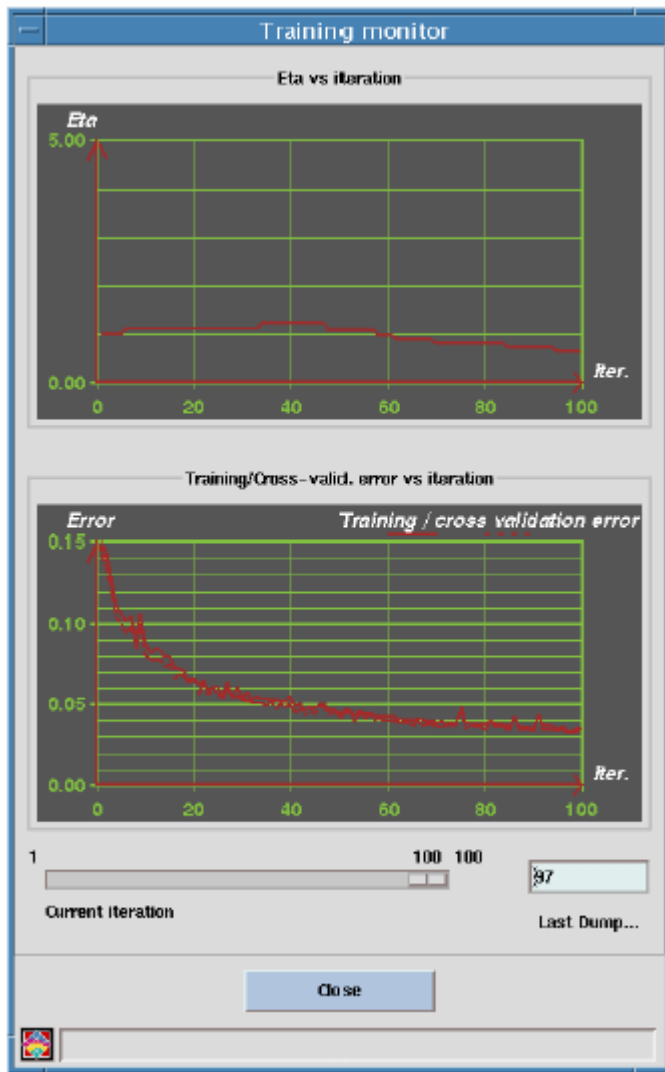 Training monitor
Eta vs iteration
Eta
5.00
0.00
Iter.
0 20 40 60 80 100
Training/Cross-valid. error vs iteration
Error
Training / cross validation error
0.15
0.10
0.05
0.00
Iter.
0 20 40 60 80 100
1 100 100
97
Current iteration
Last Dump...
Close